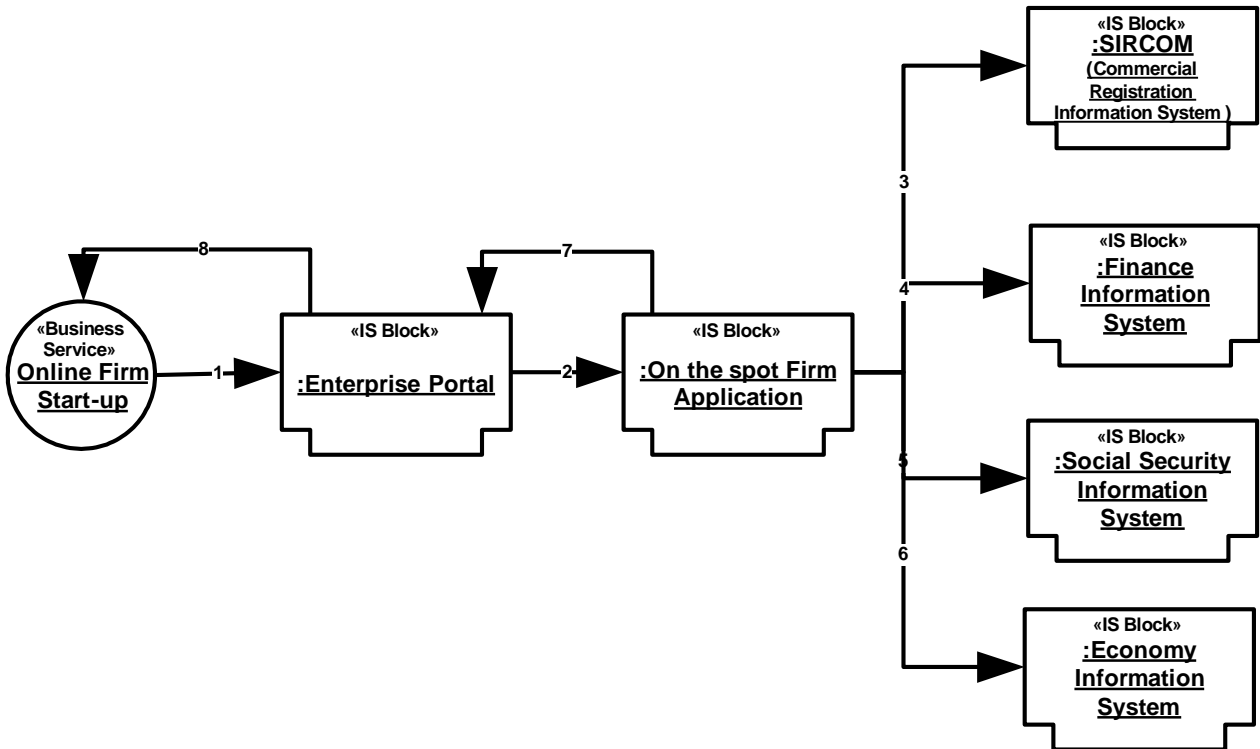 «IS Block»
:SIRCOM
(Commercial
Registration
Information System )
3
8
7
«IS Block»
:Finance
Information
System
4
«Business
Service»
Online Firm
Start-up
1
«IS Block»
:Enterprise Portal
2
«IS Block»
:On the spot Firm
Application
«IS Block»
:Social Security
Information
System
5
6
«IS Block»
:Economy
Information
System